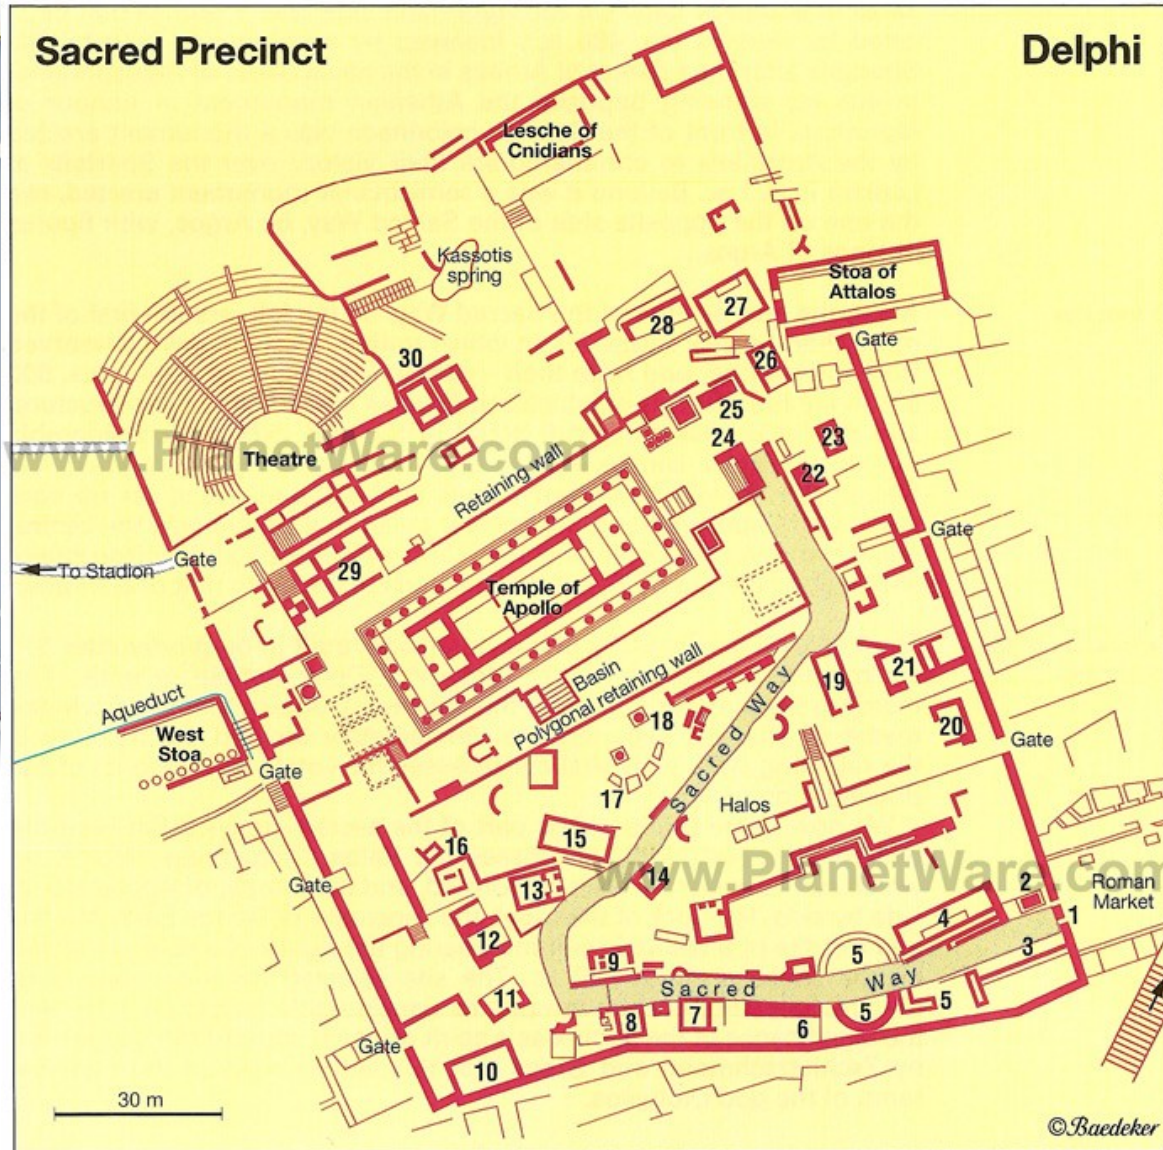 Sacred Precinct
Delphi
Lesche of
Cnidians
Kassotis
spring
Stoa of
Attalos
27
28
Gate
30
26
25
www.PlanetWare.com
Theatre
Retaining wall
24
23
22
Gate
Gate
To Stadion
29
Temple of
Apollo
Basin
Polygonal retaining wall
21
19
Aqueduct
West
Stoa
18
20
Gate
Gate
Sacred Way
17
Halos
15
16
Gate
13
14
www.PlanetWare.com
2
Roman
Market
4
1
12
3
9
5
11
Sacred Way
5
5
8
7
6
Gate
10
30 m
©Baedeker